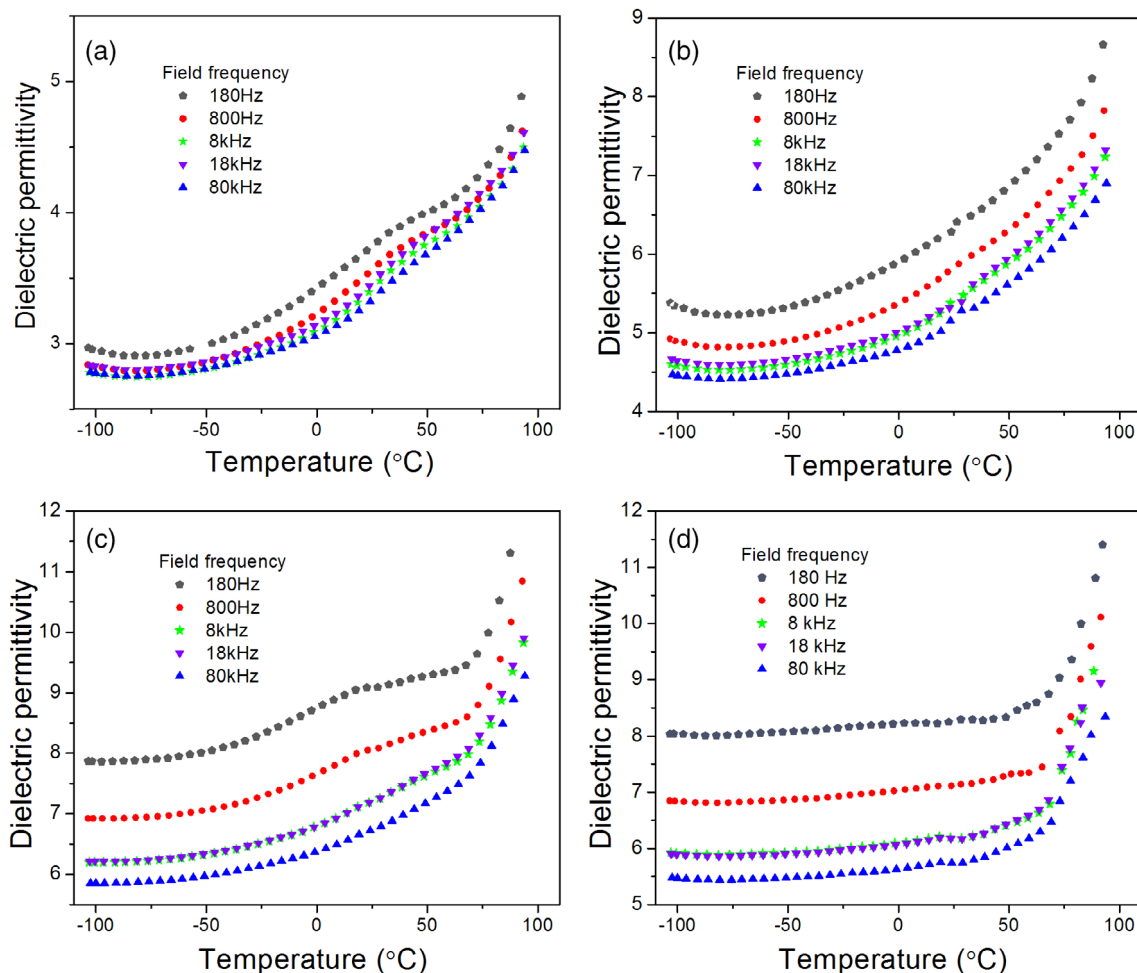 (a)
Field frequency
180Hz
800Hz
8kHz
18kHz
80kHz
5
4
3
Dielectric permittivity
-100 -50 0 50 100
Temperature (°C)
(b)
Field frequency
180Hz
800Hz
8kHz
18kHz
80kHz
9
8
7
6
5
4
Dielectric permittivity
-100 -50 0 50 100
Temperature (°C)
(c)
Field frequency
180Hz
800Hz
8kHz
18kHz
80kHz
12
11
10
9
8
7
6
Dielectric permittivity
-100 -50 0 50 100
Temperature (°C)
(d)
Field frequency
180 Hz
800 Hz
8 kHz
18 kHz
80 kHz
12
11
10
9
8
7
6
5
Dielectric permittivity
-100 -50 0 50 100
Temperature (°C)